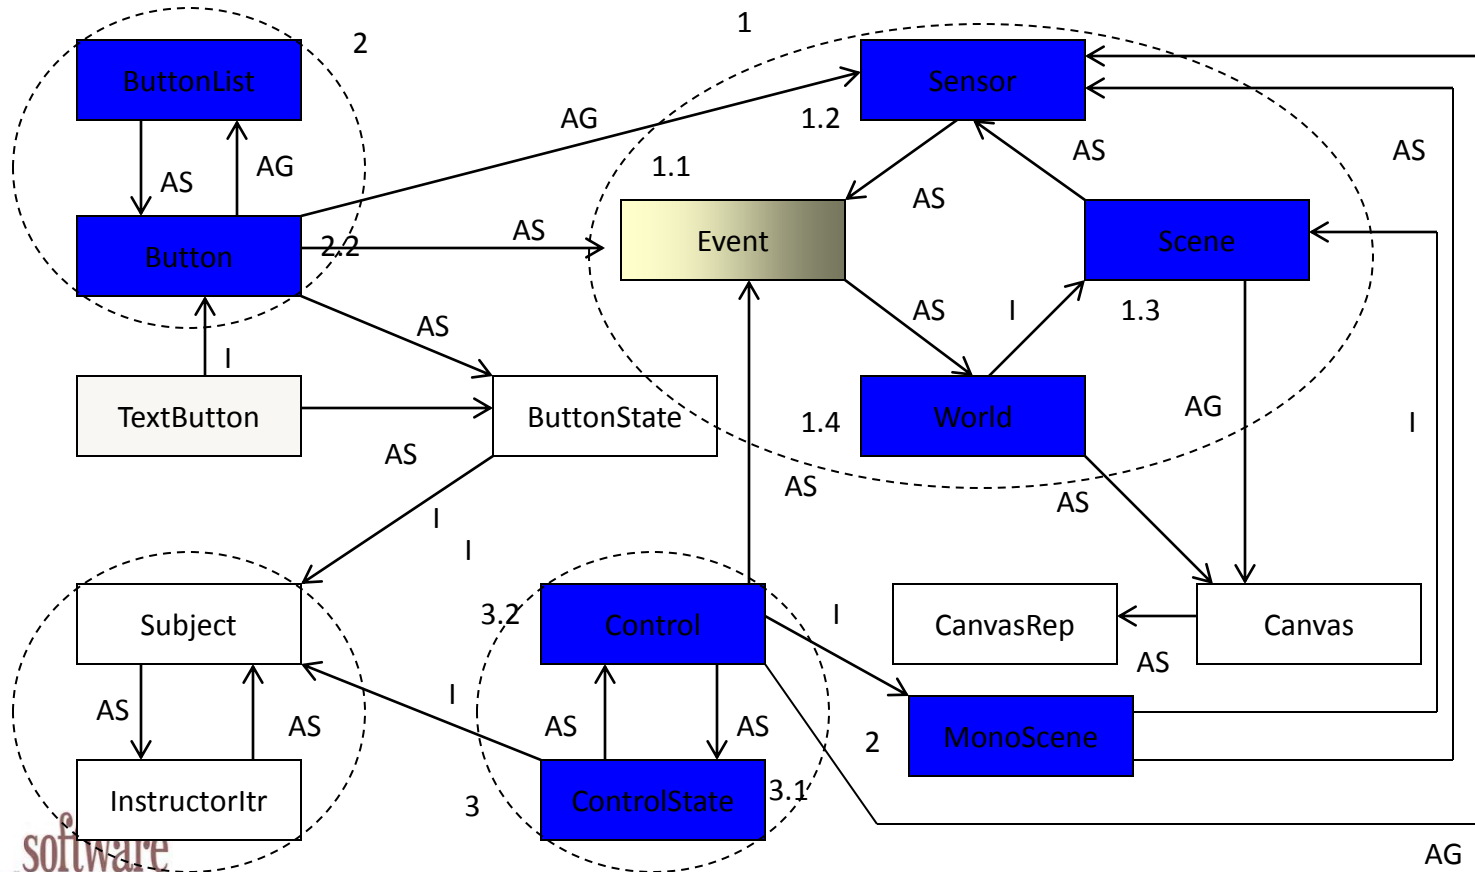 1
2
ButtonList
Sensor
AG
1.2
AS
AS
1.1
AS
AG
AS
AS
Event
Scene
2.2
Button
AS
AS
I
1.3
I
TextButton
ButtonState
AG
1.4
World
I
AS
AS
AS
I
I
Subject
3.2
Control
I
CanvasRep
Canvas
AS
I
AS
AS
AS
AS
2
MonoScene
InstructorItr
3
ControlState
3.1
software
AG